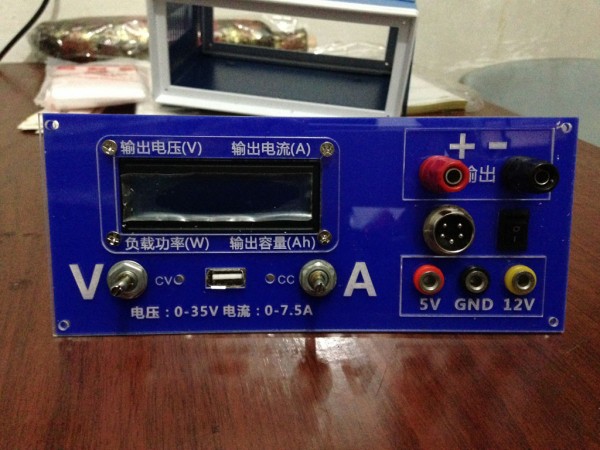 输出电压(V) 输出电流(A)
+ -
输出
负载功率(W) 输出容量(Ah)
V CV CC A
5V GND 12V
电压：0-35V 电流：0-7.5A